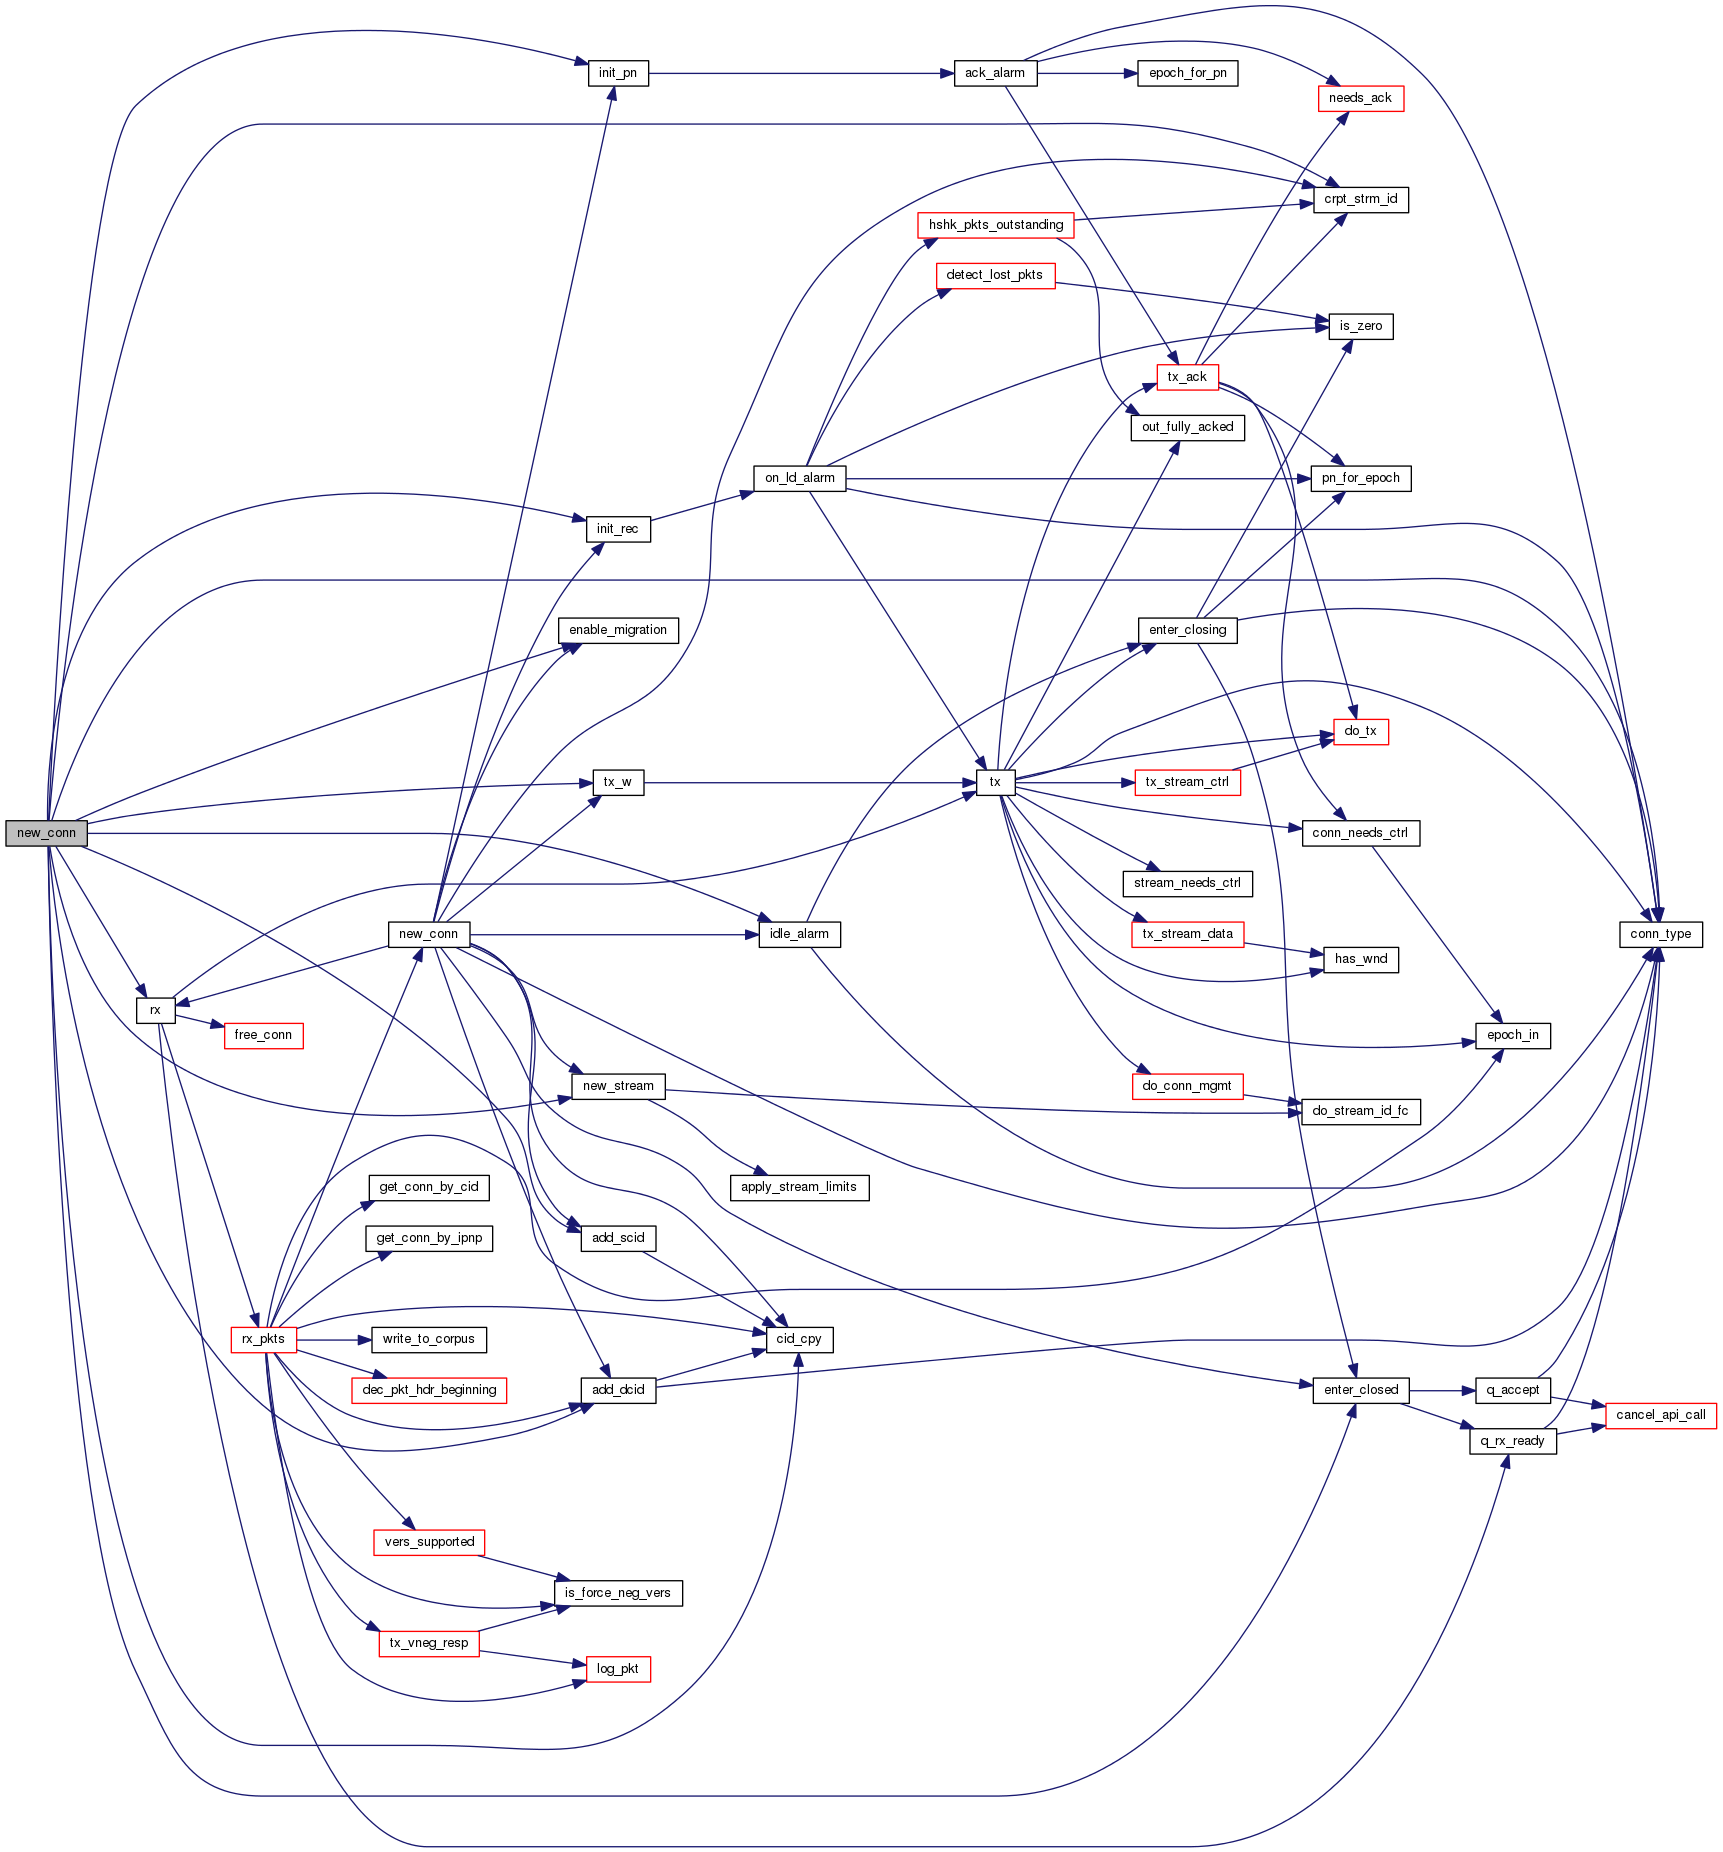 init_pn
ack_alarm
epoch_for_pn
needs_ack
crpt_strm_id
hshk_pkts_outstanding
detect_lost_pkts
is_zero
tx_ack
out_fully_acked
on_ld_alarm
pn_for_epoch
init_rec
enable_migration
enter_closing
do_tx
tx_w
tx
tx_stream_ctrl
new_conn
conn_needs_ctrl
stream_needs_ctrl
new_conn
idle_alarm
tx_stream_data
conn_type
has_wnd
rx
free_conn
epoch_in
new_stream
do_conn_mgmt
do_stream_id_fc
get_conn_by_cid
apply_stream_limits
get_conn_by_ipnp
add_scid
rx_pkts
write_to_corpus
cid_cpy
dec_pkt_hdr_beginning
add_dcid
enter_closed
q_accept
cancel_api_call
q_rx_ready
vers_supported
is_force_neg_vers
tx_vneg_resp
log_pkt